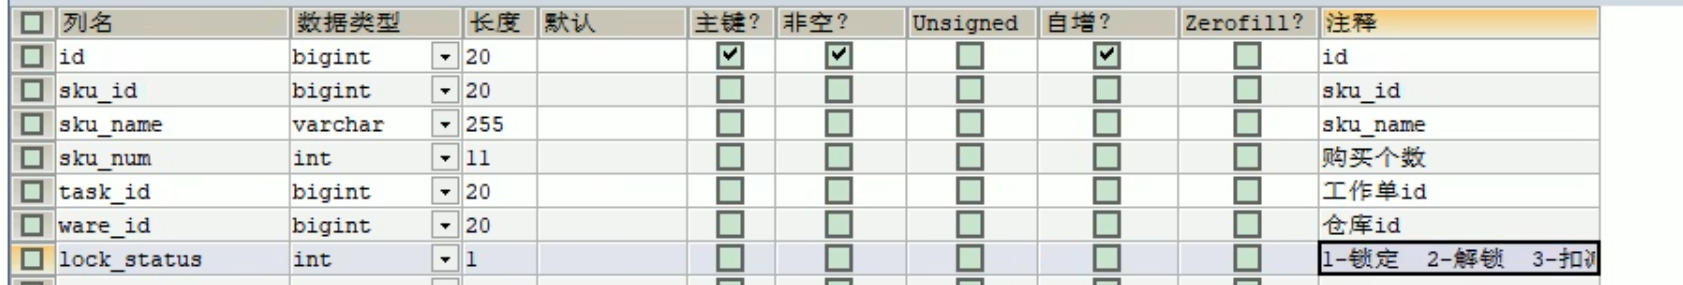 列名 数据类型 长度 默认 主键? 非空? Unsigned 自增? Zerofill? 注释
id bigint 20 id
sku_id bigint 20 sku_id
sku_name varchar 255 sku_name
sku_num int 11 购买个数
task_id bigint 20 工作单id
ware_id bigint 20 仓库id
lock_status int 1 1-锁定 2-解锁 3-扣